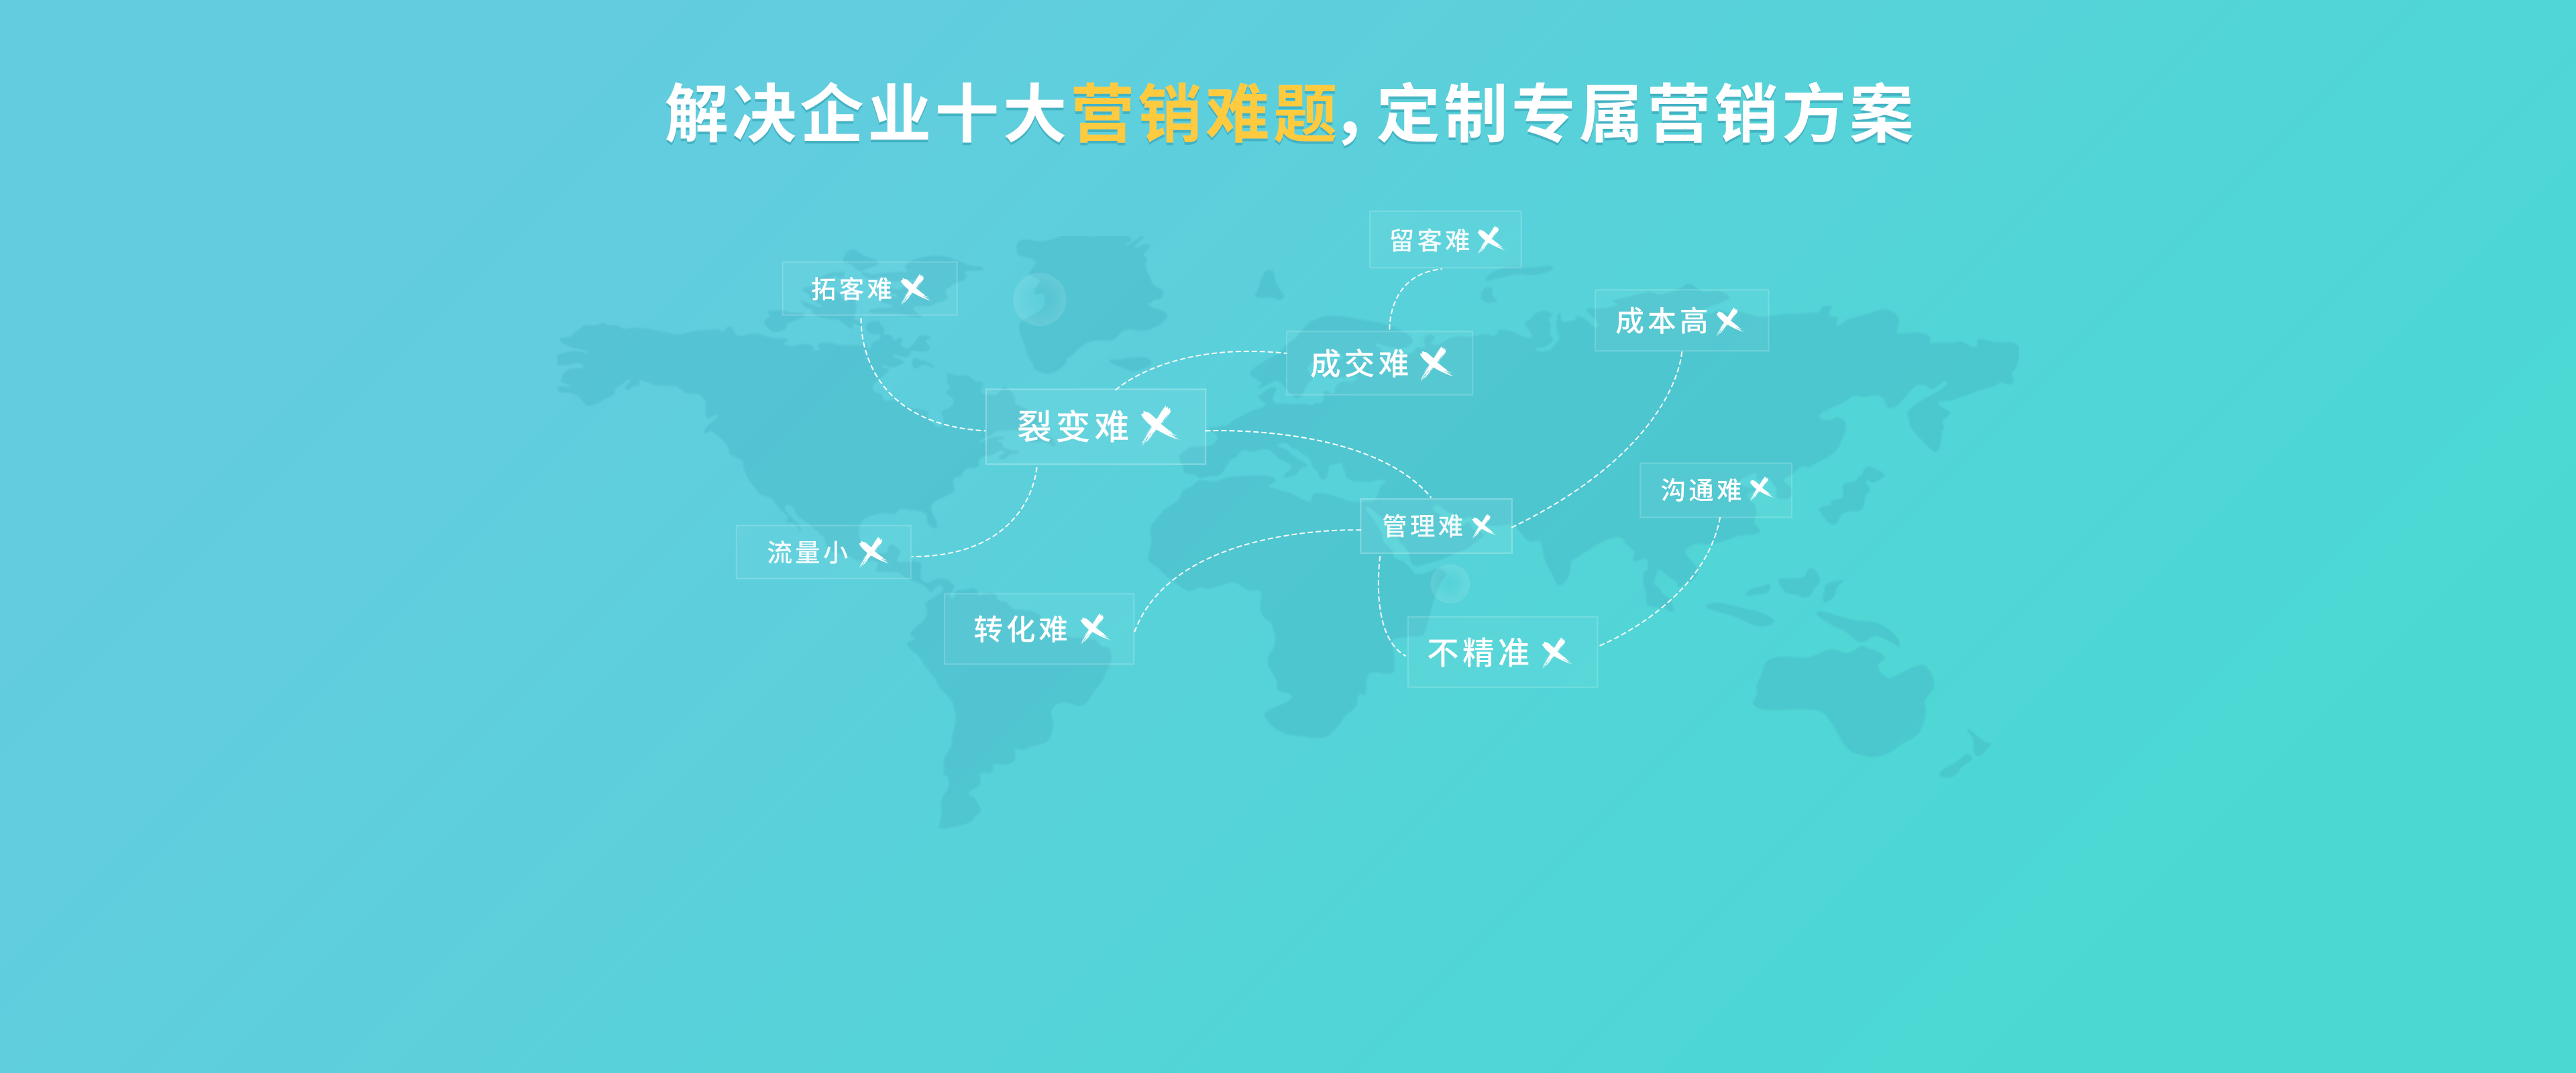 解决企业十大营销难题，定制专属营销方案
留客难
拓客难
成本高
成交难
裂变难
沟通难
管理难
流量小
转化难
不精准